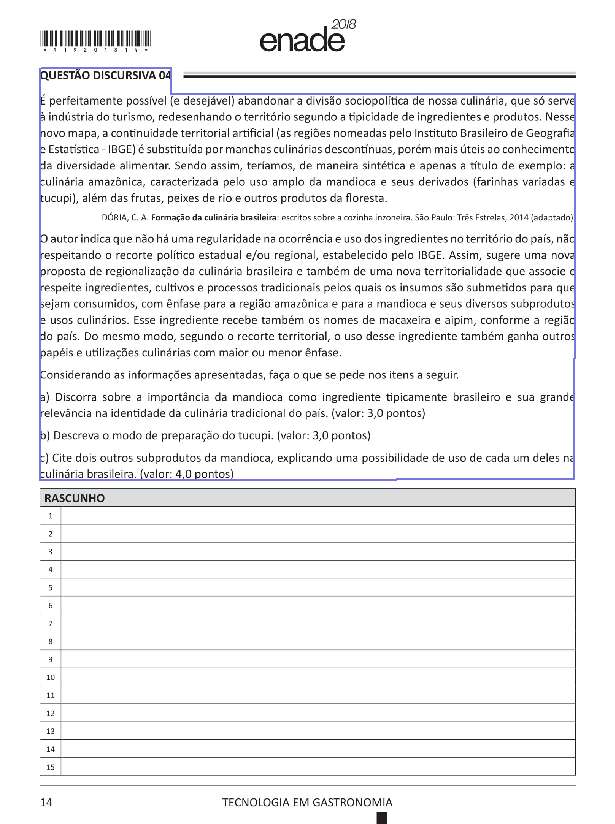 *R1920181 4*
enade 2018
QUESTÃO DISCURSIVA 04
É perfeitamente possível (e desejável) abandonar a divisão sociopolítica de nossa culinária, que só serve
à indústria do turismo, redesenhando o território segundo a tipicidade de ingredientes e produtos. Nesse
novo mapa, a continuidade territorial artificial (as regiões nomeadas pelo Instituto Brasileiro de Geografia
e Estatística - IBGE) é substituída por manchas culinárias descontínuas, porém mais úteis ao conhecimento
da diversidade alimentar. Sendo assim, teríamos, de maneira sintética e apenas a título de exemplo: a
culinária amazônica, caracterizada pelo uso amplo da mandioca e seus derivados (farinhas variadas e
tucupi), além das frutas, peixes de rio e outros produtos da floresta.
DÓRIA, C. A. Formação da culinária brasileira: escritos sobre a cozinha inzoneira. São Paulo: Três Estrelas, 2014 (adaptado)
O autor indica que não há uma regularidade na ocorrência e uso dos ingredientes no território do país, não
respeitando o recorte político estadual e/ou regional, estabelecido pelo IBGE. Assim, sugere uma nova
proposta de regionalização da culinária brasileira e também de uma nova territorialidade que associe e
respeite ingredientes, cultivos e processos tradicionais pelos quais os insumos são submetidos para que
sejam consumidos, com ênfase para a região amazônica e para a mandioca e seus diversos subprodutos
e usos culinários. Esse ingrediente recebe também os nomes de macaxeira e aipim, conforme a região
do país. Do mesmo modo, segundo o recorte territorial, o uso desse ingrediente também ganha outros
papéis e utilizações culinárias com maior ou menor ênfase.
Considerando as informações apresentadas, faça o que se pede nos itens a seguir.
a) Discorra sobre a importância da mandioca como ingrediente tipicamente brasileiro e sua grande
relevância na identidade da culinária tradicional do país. (valor: 3,0 pontos)
b) Descreva o modo de preparação do tucupi. (valor: 3,0 pontos)
c) Cite dois outros subprodutos da mandioca, explicando uma possibilidade de uso de cada um deles na
culinária brasileira. (valor: 4,0 pontos)
RASCUNHO
1
2
3
4
5
6
7
8
9
10
11
12
13
14
15
14
TECNOLOGIA EM GASTRONOMIA